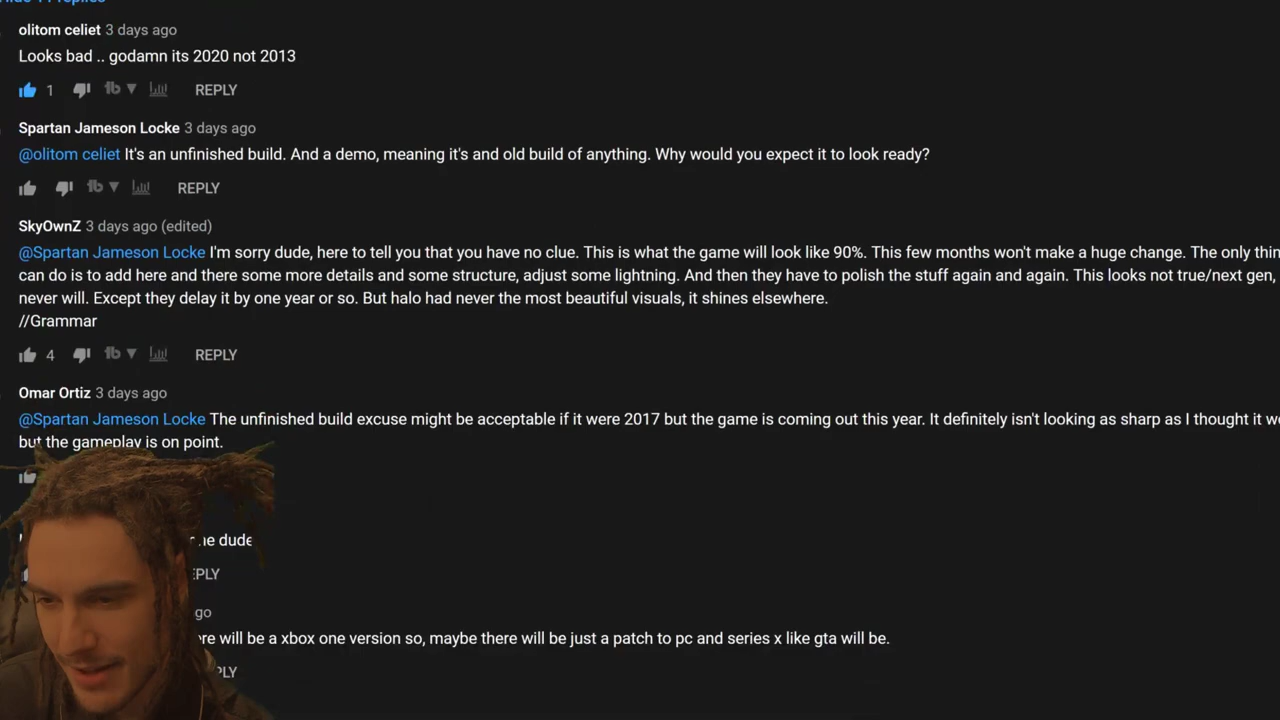 olitom celiet 3 days ago
Looks bad .. godamn its 2020 not 2013
1 REPLY
Spartan Jameson Locke 3 days ago
@olitom celiet It's an unfinished build. And a demo, meaning it's and old build of anything. Why would you expect it to look ready?
REPLY
SkyOwnZ 3 days ago (edited)
@Spartan Jameson Locke I'm sorry dude, here to tell you that you have no clue. This is what the game will look like 90%. This few months won't make a huge change. The only thin
can do is to add here and there some more details and some structure, adjust some lightning. And then they have to polish the stuff again and again. This looks not true/next gen,
never will. Except they delay it by one year or so. But halo had never the most beautiful visuals, it shines elsewhere.
//Grammar
4 REPLY
Omar Ortiz 3 days ago
@Spartan Jameson Locke The unfinished build excuse might be acceptable if it were 2017 but the game is coming out this year. It definitely isn't looking as sharp as I thought it w
but the gameplay is on point.
dude
PLY
go
re will be a xbox one version so, maybe there will be just a patch to pc and series x like gta will be.
PLY